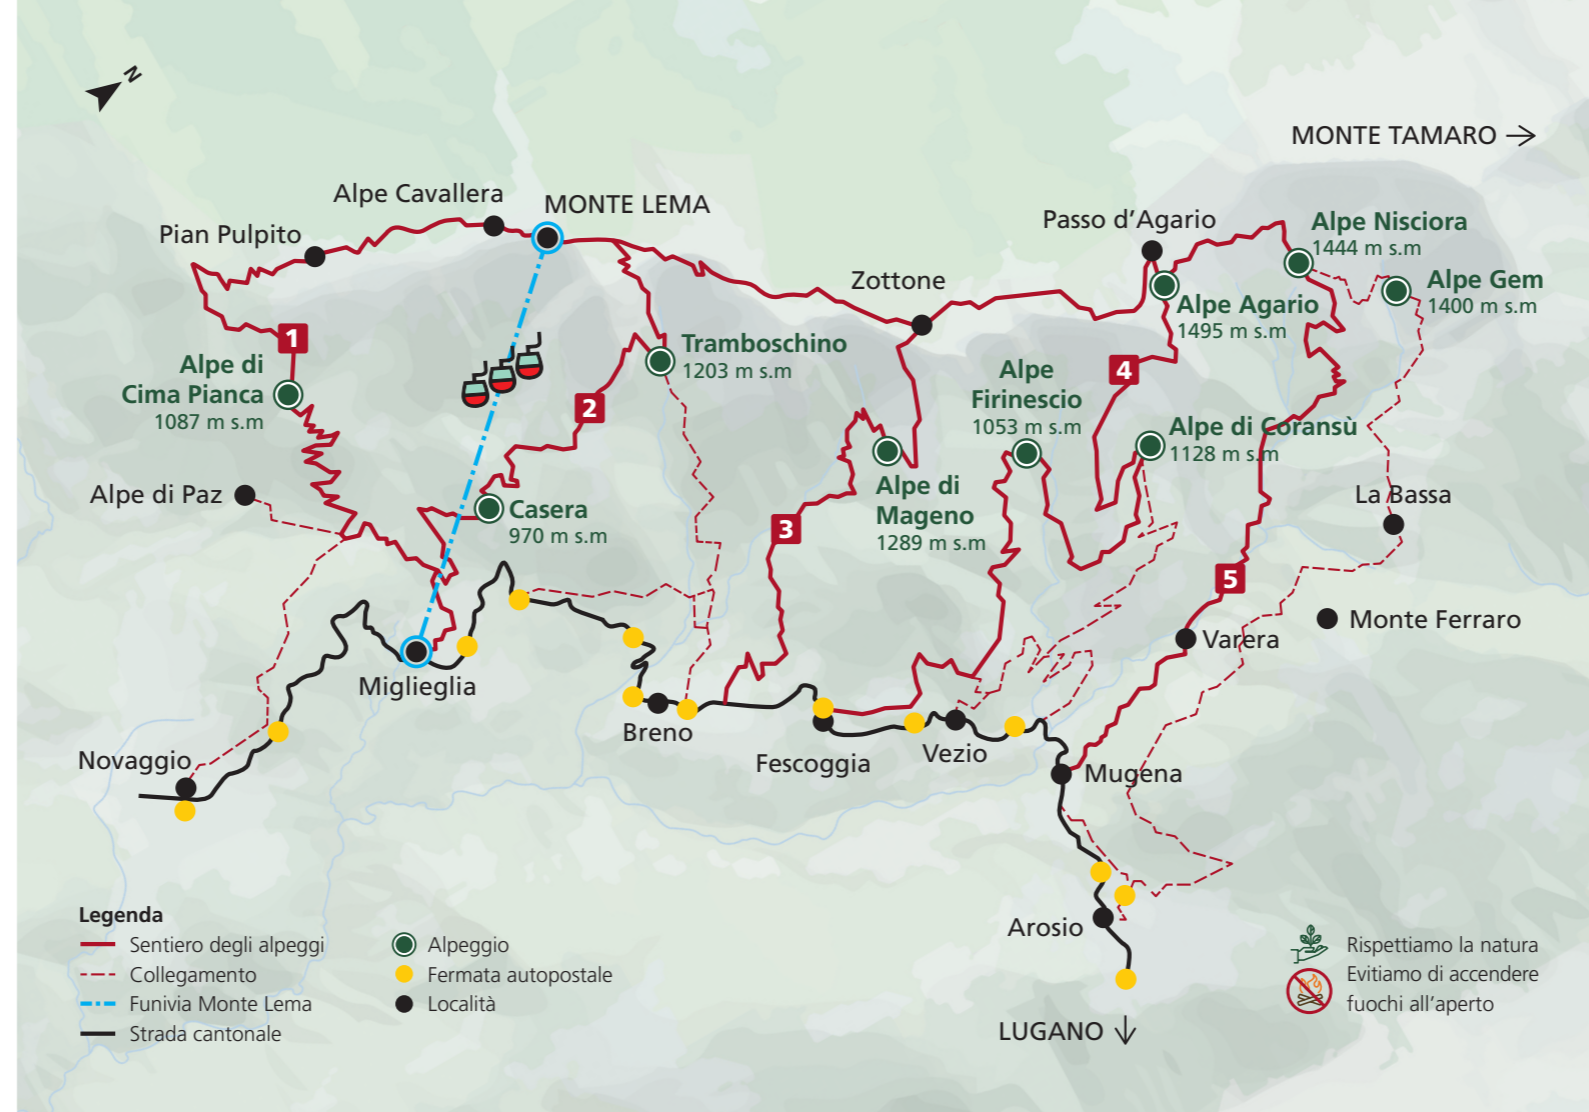 N
MONTE TAMARO
Alpe Cavallera
MONTE LEMA
Pian Pulpito
Passo d'Agario
Alpe Nisciora
1444 m s.m
Zottone
Alpe Gem
1400 m s.m
Alpe Agario
1495 m s.m
1
Alpe di
Cima Pianca
1087 m s.m
Tramboschino
1203 m s.m
2
Alpe
Firinescio
1053 m s.m
4
Alpe di Coransù
1128 m s.m
Alpe di Paz
Casera
970 m s.m
3
Alpe di
Mageno
1289 m s.m
La Bassa
5
Monte Ferraro
Varera
Miglieglia
Breno
Novaggio
Fescoggia
Vezio
Mugena
Arosio
LUGANO
Legenda
Sentiero degli alpeggi
Collegamento
Funivia Monte Lema
Strada cantonale
Alpeggio
Fermata autopostale
Località
Rispettiamo la natura
Evitiamo di accendere
fuochi all'aperto